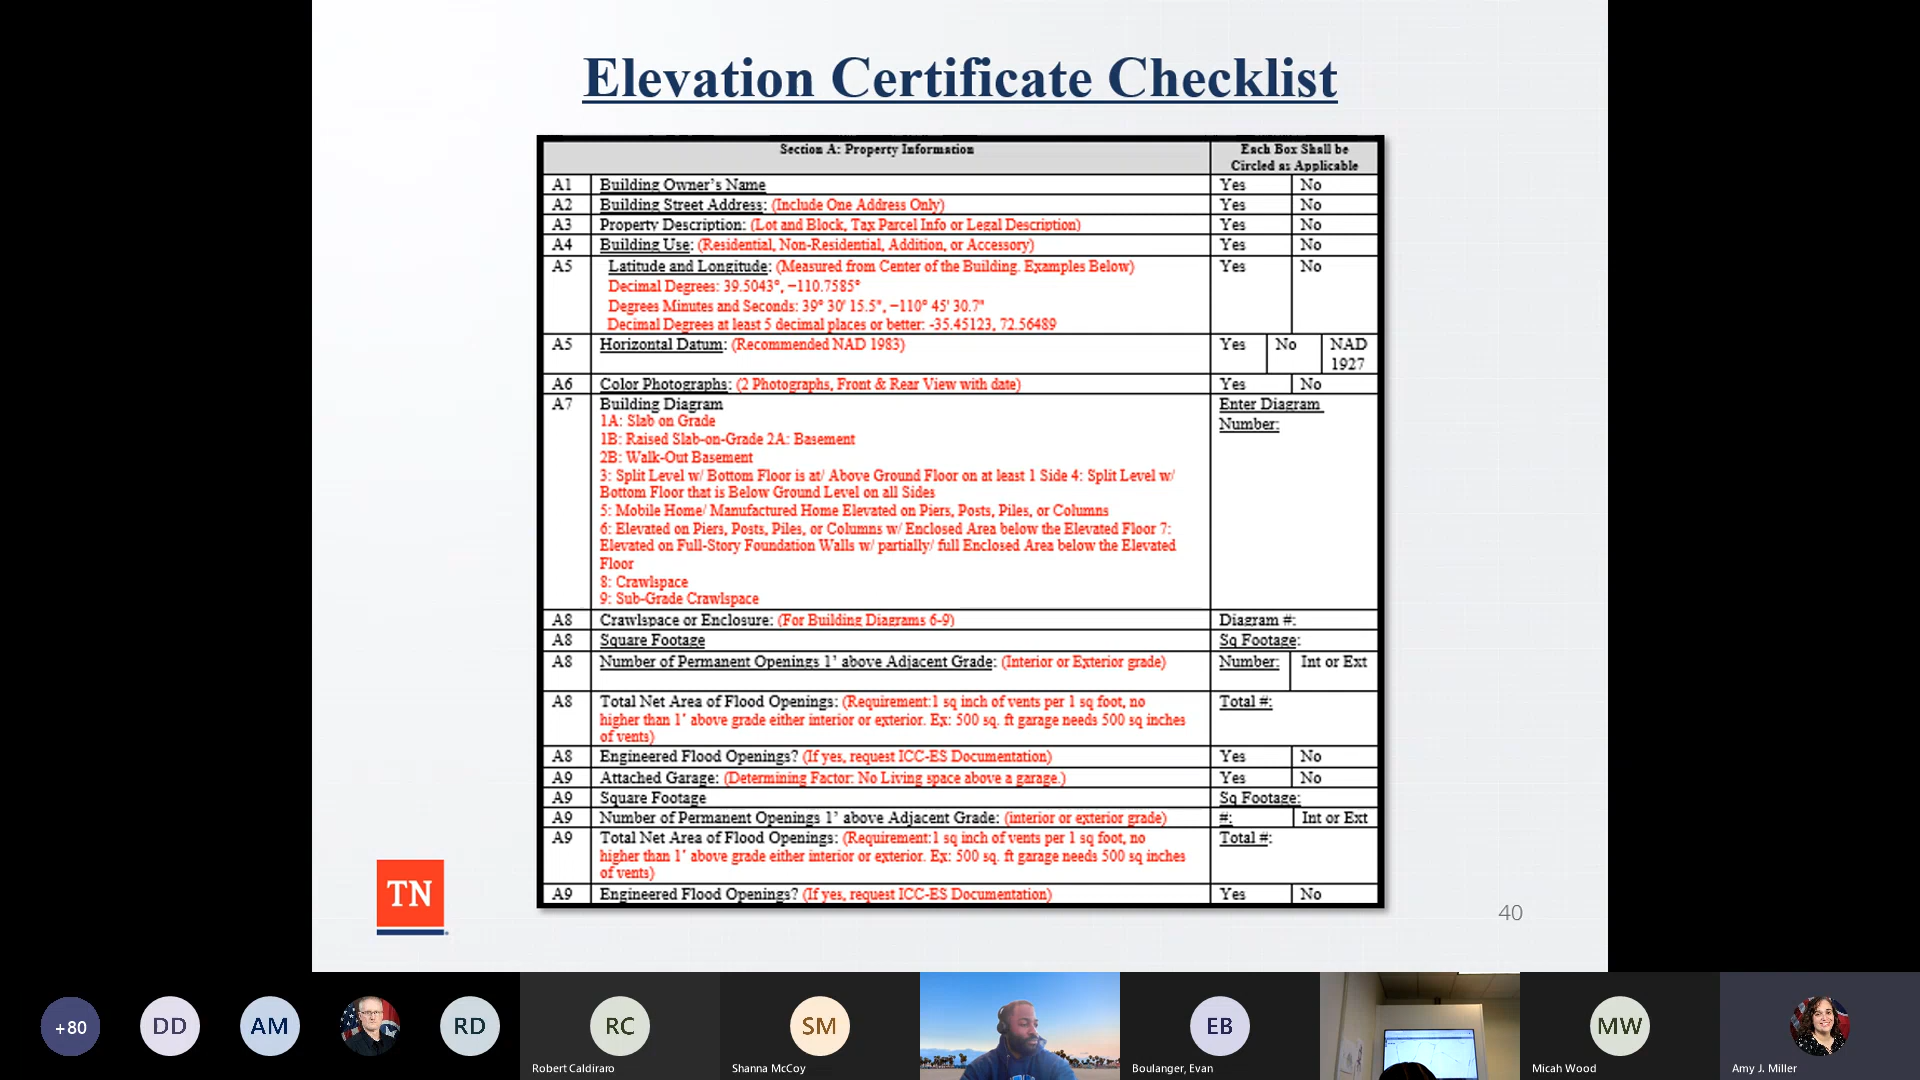 Elevation Certificate Checklist
Section A: Property Information
Each Box Shall be
Circled as Applicable
A1 Building Owner's Name Yes No
A2 Building Street Address: (Include One Address Only) Yes No
A3 Property Description: (Lot and Block, Tax Parcel Info or Legal Description) Yes No
A4 Building Use: (Residential, Non-Residential, Addition, or Accessory) Yes No
A5 Latitude and Longitude: (Measured from Center of the Building. Examples Below) Yes No
Decimal Degrees: 39.5043°, −110.7585°
Degrees Minutes and Seconds: 39° 30' 15.5", −110° 45' 30.7"
Decimal Degrees at least 5 decimal places or better: -35.45123, 72.56489
A5 Horizontal Datum: (Recommended NAD 1983) Yes No NAD
1927
A6 Color Photographs: (2 Photographs, Front & Rear View with date) Yes No
A7 Building Diagram Enter Diagram
Number:
1A: Slab on Grade
1B: Raised Slab-on-Grade 2A: Basement
2B: Walk-Out Basement
3: Split Level w/ Bottom Floor is at/ Above Ground Floor on at least 1 Side 4: Split Level w/
Bottom Floor that is Below Ground Level on all Sides
5: Mobile Home/ Manufactured Home Elevated on Piers, Posts, Piles, or Columns
6: Elevated on Piers, Posts, Piles, or Columns w/ Enclosed Area below the Elevated Floor 7:
Elevated on Full-Story Foundation Walls w/ partially/ full Enclosed Area below the Elevated
Floor
8: Crawlspace
9: Sub-Grade Crawlspace
A8 Crawlspace or Enclosure: (For Building Diagrams 6-9) Diagram #:
A8 Square Footage Sq Footage:
A8 Number of Permanent Openings 1' above Adjacent Grade: (Interior or Exterior grade) Number: Int or Ext
A8 Total Net Area of Flood Openings: (Requirement:1 sq inch of vents per 1 sq foot, no Total #:
higher than 1' above grade either interior or exterior. Ex: 500 sq. ft garage needs 500 sq inches
of vents)
A8 Engineered Flood Openings? (If yes, request ICC-ES Documentation) Yes No
A9 Attached Garage: (Determining Factor: No Living space above a garage.) Yes No
A9 Square Footage Sq Footage:
A9 Number of Permanent Openings 1' above Adjacent Grade: (interior or exterior grade) #: Int or Ext
A9 Total Net Area of Flood Openings: (Requirement:1 sq inch of vents per 1 sq foot, no Total #:
higher than 1' above grade either interior or exterior. Ex: 500 sq. ft garage needs 500 sq inches
of vents)
A9 Engineered Flood Openings? (If yes, request ICC-ES Documentation) Yes No
TN
40
+80 DD AM RD RC SM EB MW
Robert Caldiraro Shanna McCoy Boulanger, Evan Micah Wood Amy J. Miller